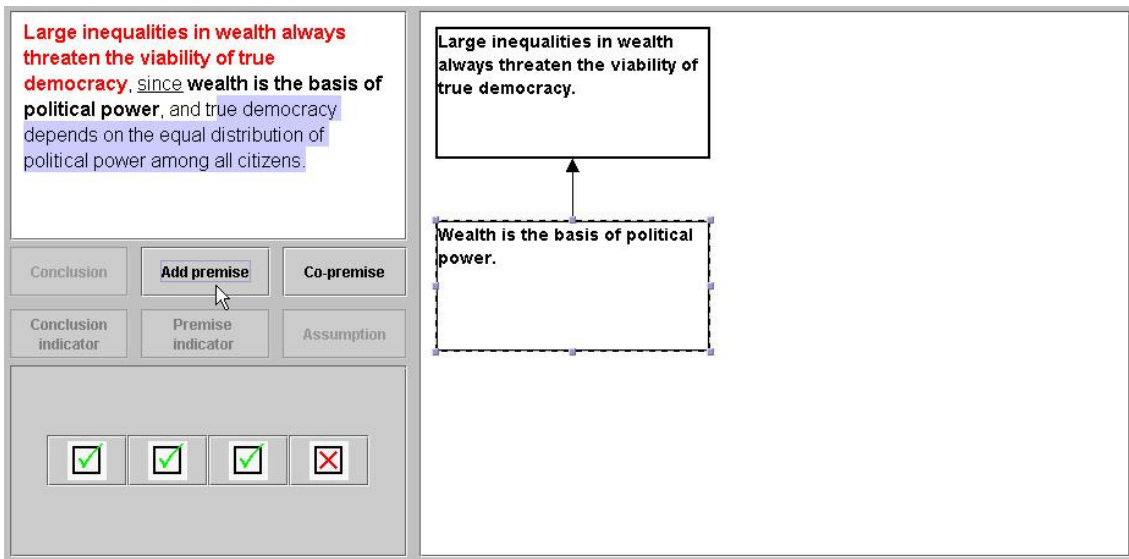 Large inequalities in wealth always
threaten the viability of true
democracy, since wealth is the basis of
political power, and true democracy
depends on the equal distribution of
political power among all citizens.
Conclusion
Add premise
Co-premise
Conclusion
indicator
Premise
indicator
Assumption
Large inequalities in wealth
always threaten the viability of
true democracy.
Wealth is the basis of political
power.